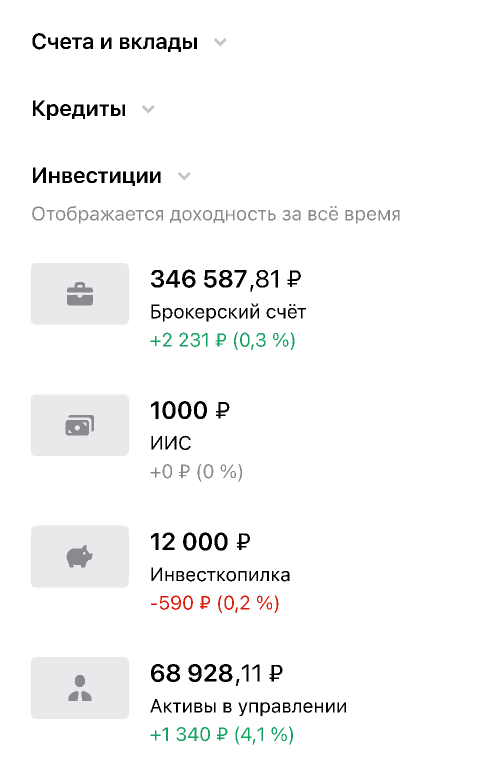 Счета и вклады
Кредиты
Инвестиции
Отображается доходность за всё время
346 587,81 ₽
Брокерский счёт
+2 231 ₽ (0,3 %)
1000 ₽
ИИС
+0 ₽ (0 %)
12 000 ₽
Инвесткопилка
-590 ₽ (0,2 %)
68 928,11 ₽
Активы в управлении
+1 340 ₽ (4,1 %)